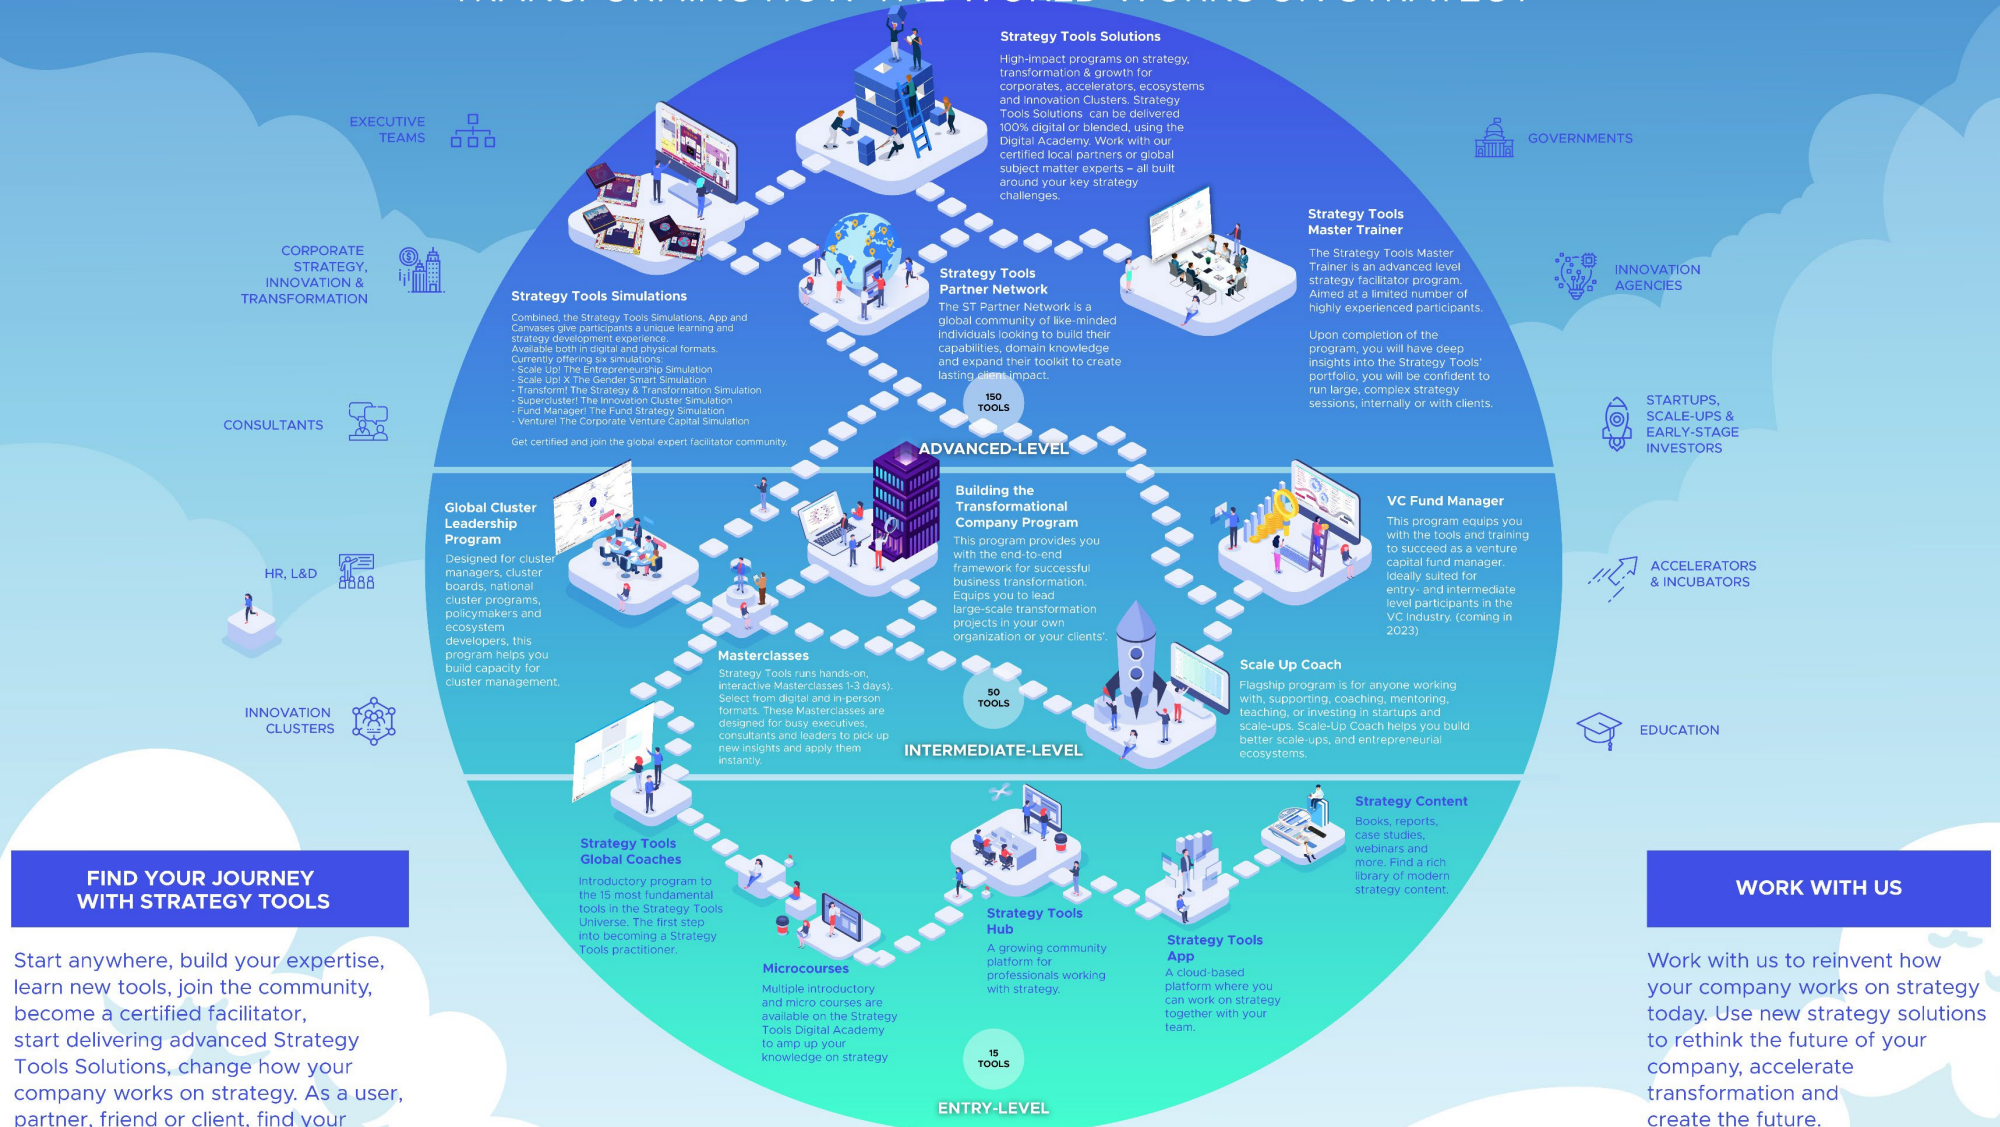 TRANSFORMING HOW THE WORLD WORKS ON STRATEGY
EXECUTIVE
TEAMS
CORPORATE
STRATEGY,
INNOVATION &
TRANSFORMATION
CONSULTANTS
HR, L&D
INNOVATION
CLUSTERS
Strategy Tools Solutions
High-impact programs on strategy,
transformation & growth for
corporates, accelerators, ecosystems
and Innovation Clusters. Strategy
Tools Solutions can be delivered
100% digital or blended, using the
Digital Academy. Work with our
certified local partners or global
subject matter experts – all built
around your key strategy
challenges.
Strategy Tools Simulations
Combined, the Strategy Tools Simulations, App and
Canvases give participants a unique learning and
strategy development experience.
Available both in digital and physical formats.
Currently offering six simulations:
- Scale Up! The Entrepreneurship Simulation
- Scale Up! X The Gender Smart Simulation
- Transform! The Strategy & Transformation Simulation
- Supercluster! The Innovation Cluster Simulation
- Fund Manager! The Fund Strategy Simulation
- Venture! The Corporate Venture Capital Simulation
Get certified and join the global expert facilitator community.
Strategy Tools
Partner Network
The ST Partner Network is a
global community of like-minded
individuals looking to build their
capabilities, domain knowledge
and expand their toolkit to create
lasting client impact.
Strategy Tools
Master Trainer
The Strategy Tools Master
Trainer is an advanced level
strategy facilitator program.
Aimed at a limited number of
highly experienced participants.
Upon completion of the
program, you will have deep
insights into the Strategy Tools'
portfolio, you will be confident to
run large, complex strategy
sessions, internally or with clients.
150
TOOLS
ADVANCED-LEVEL
Global Cluster
Leadership
Program
Designed for cluster
managers, cluster
boards, national
cluster programs,
policymakers and
ecosystem
developers, this
program helps you
build capacity for
cluster management.
Masterclasses
Strategy Tools runs hands-on,
interactive Masterclasses 1-3 days).
Select from digital and in-person
formats. These Masterclasses are
designed for busy executives,
consultants and leaders to pick up
new insights and apply them
instantly.
Building the
Transformational
Company Program
This program provides you
with the end-to-end
framework for successful
business transformation.
Equips you to lead
large-scale transformation
projects in your own
organization or your clients'.
VC Fund Manager
This program equips you
with the tools and training
to succeed as a venture
capital fund manager.
Ideally suited for
entry- and intermediate
level participants in the
VC Industry. (coming in
2023)
Scale Up Coach
Flagship program is for anyone working
with, supporting, coaching, mentoring,
teaching, or investing in startups and
scale-ups. Scale-Up Coach helps you build
better scale-ups, and entrepreneurial
ecosystems.
50
TOOLS
INTERMEDIATE-LEVEL
Strategy Tools
Global Coaches
Introductory program to
the 15 most fundamental
tools in the Strategy Tools
Universe. The first step
into becoming a Strategy
Tools practitioner.
Microcourses
Multiple introductory
and micro courses are
available on the Strategy
Tools Digital Academy
to amp up your
knowledge on strategy
Strategy Tools
Hub
A growing community
platform for
professionals working
with strategy.
Strategy Tools
App
A cloud-based
platform where you
can work on strategy
together with your
team.
Strategy Content
Books, reports,
case studies,
webinars and
more. Find a rich
library of modern
strategy content.
15
TOOLS
ENTRY-LEVEL
GOVERNMENTS
INNOVATION
AGENCIES
STARTUPS,
SCALE-UPS &
EARLY-STAGE
INVESTORS
ACCELERATORS
& INCUBATORS
EDUCATION
FIND YOUR JOURNEY
WITH STRATEGY TOOLS
Start anywhere, build your expertise,
learn new tools, join the community,
become a certified facilitator,
start delivering advanced Strategy
Tools Solutions, change how your
company works on strategy. As a user,
partner, friend or client, find your
WORK WITH US
Work with us to reinvent how
your company works on strategy
today. Use new strategy solutions
to rethink the future of your
company, accelerate
transformation and
create the future.